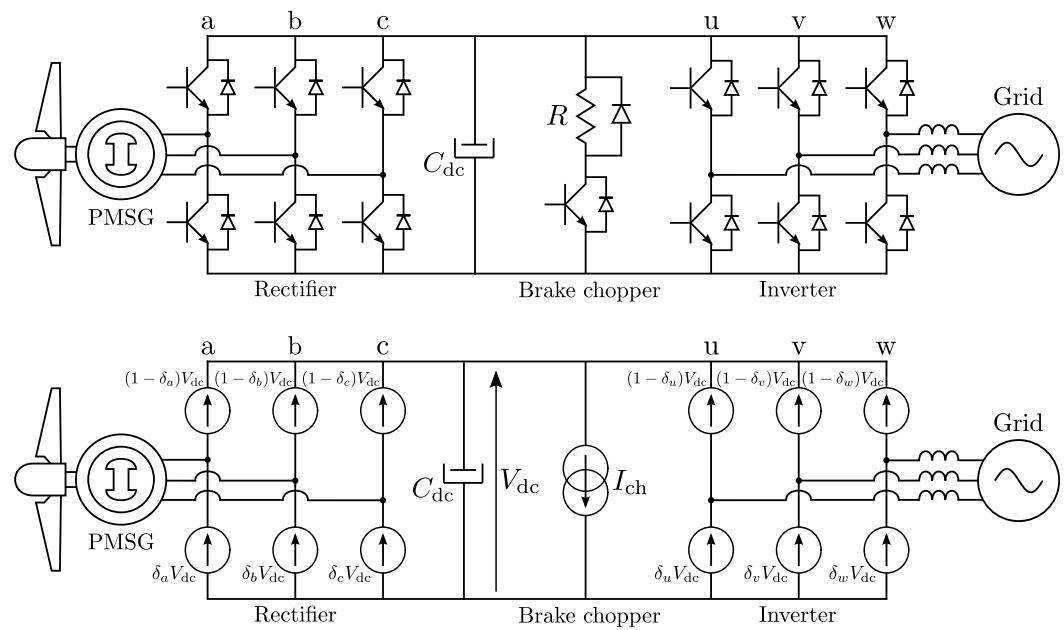 a b c u v w
Grid
R
C_dc
PMSG
Rectifier Brake chopper Inverter
a b c u v w
(1 − δ_a)V_dc (1 − δ_b)V_dc (1 − δ_c)V_dc (1 − δ_u)V_dc (1 − δ_v)V_dc (1 − δ_w)V_dc
Grid
C_dc V_dc I_ch
PMSG
δ_aV_dc δ_bV_dc δ_cV_dc δ_uV_dc δ_vV_dc δ_wV_dc
Rectifier Brake chopper Inverter